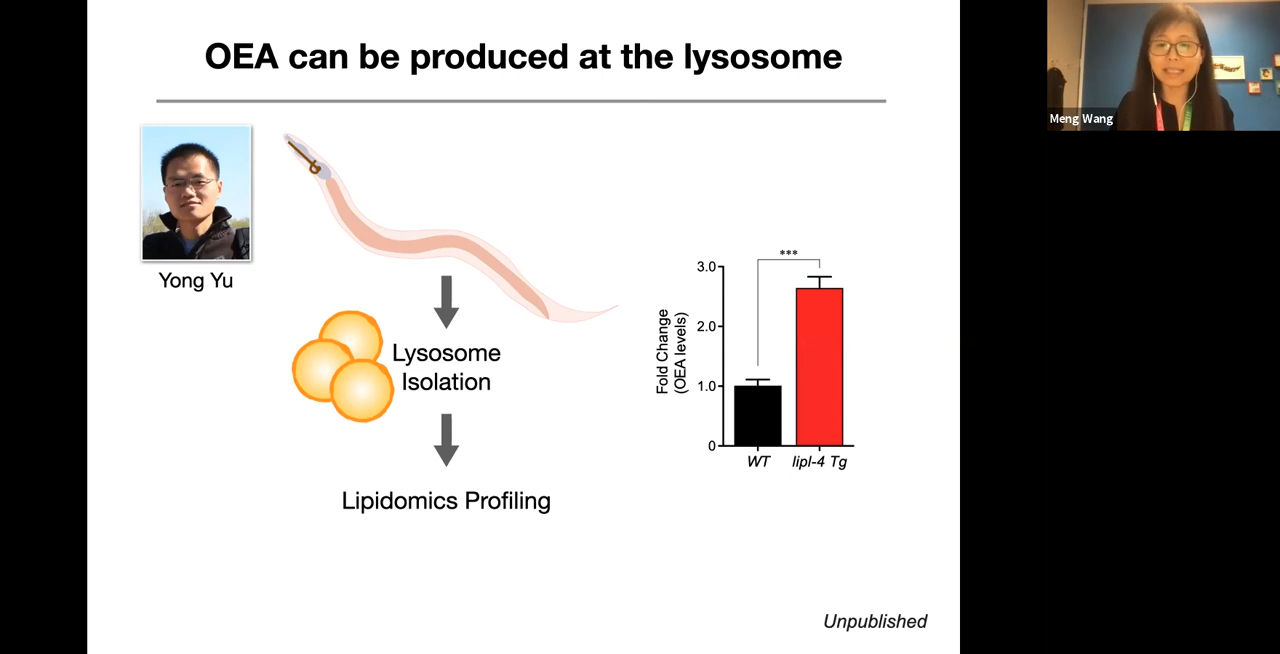 OEA can be produced at the lysosome
Meng Wang
Yong Yu
Lysosome
Isolation
Lipidomics Profiling
Fold Change
(OEA levels)
3.0
2.0
1.0
0
***
WT
lipl-4 Tg
Unpublished